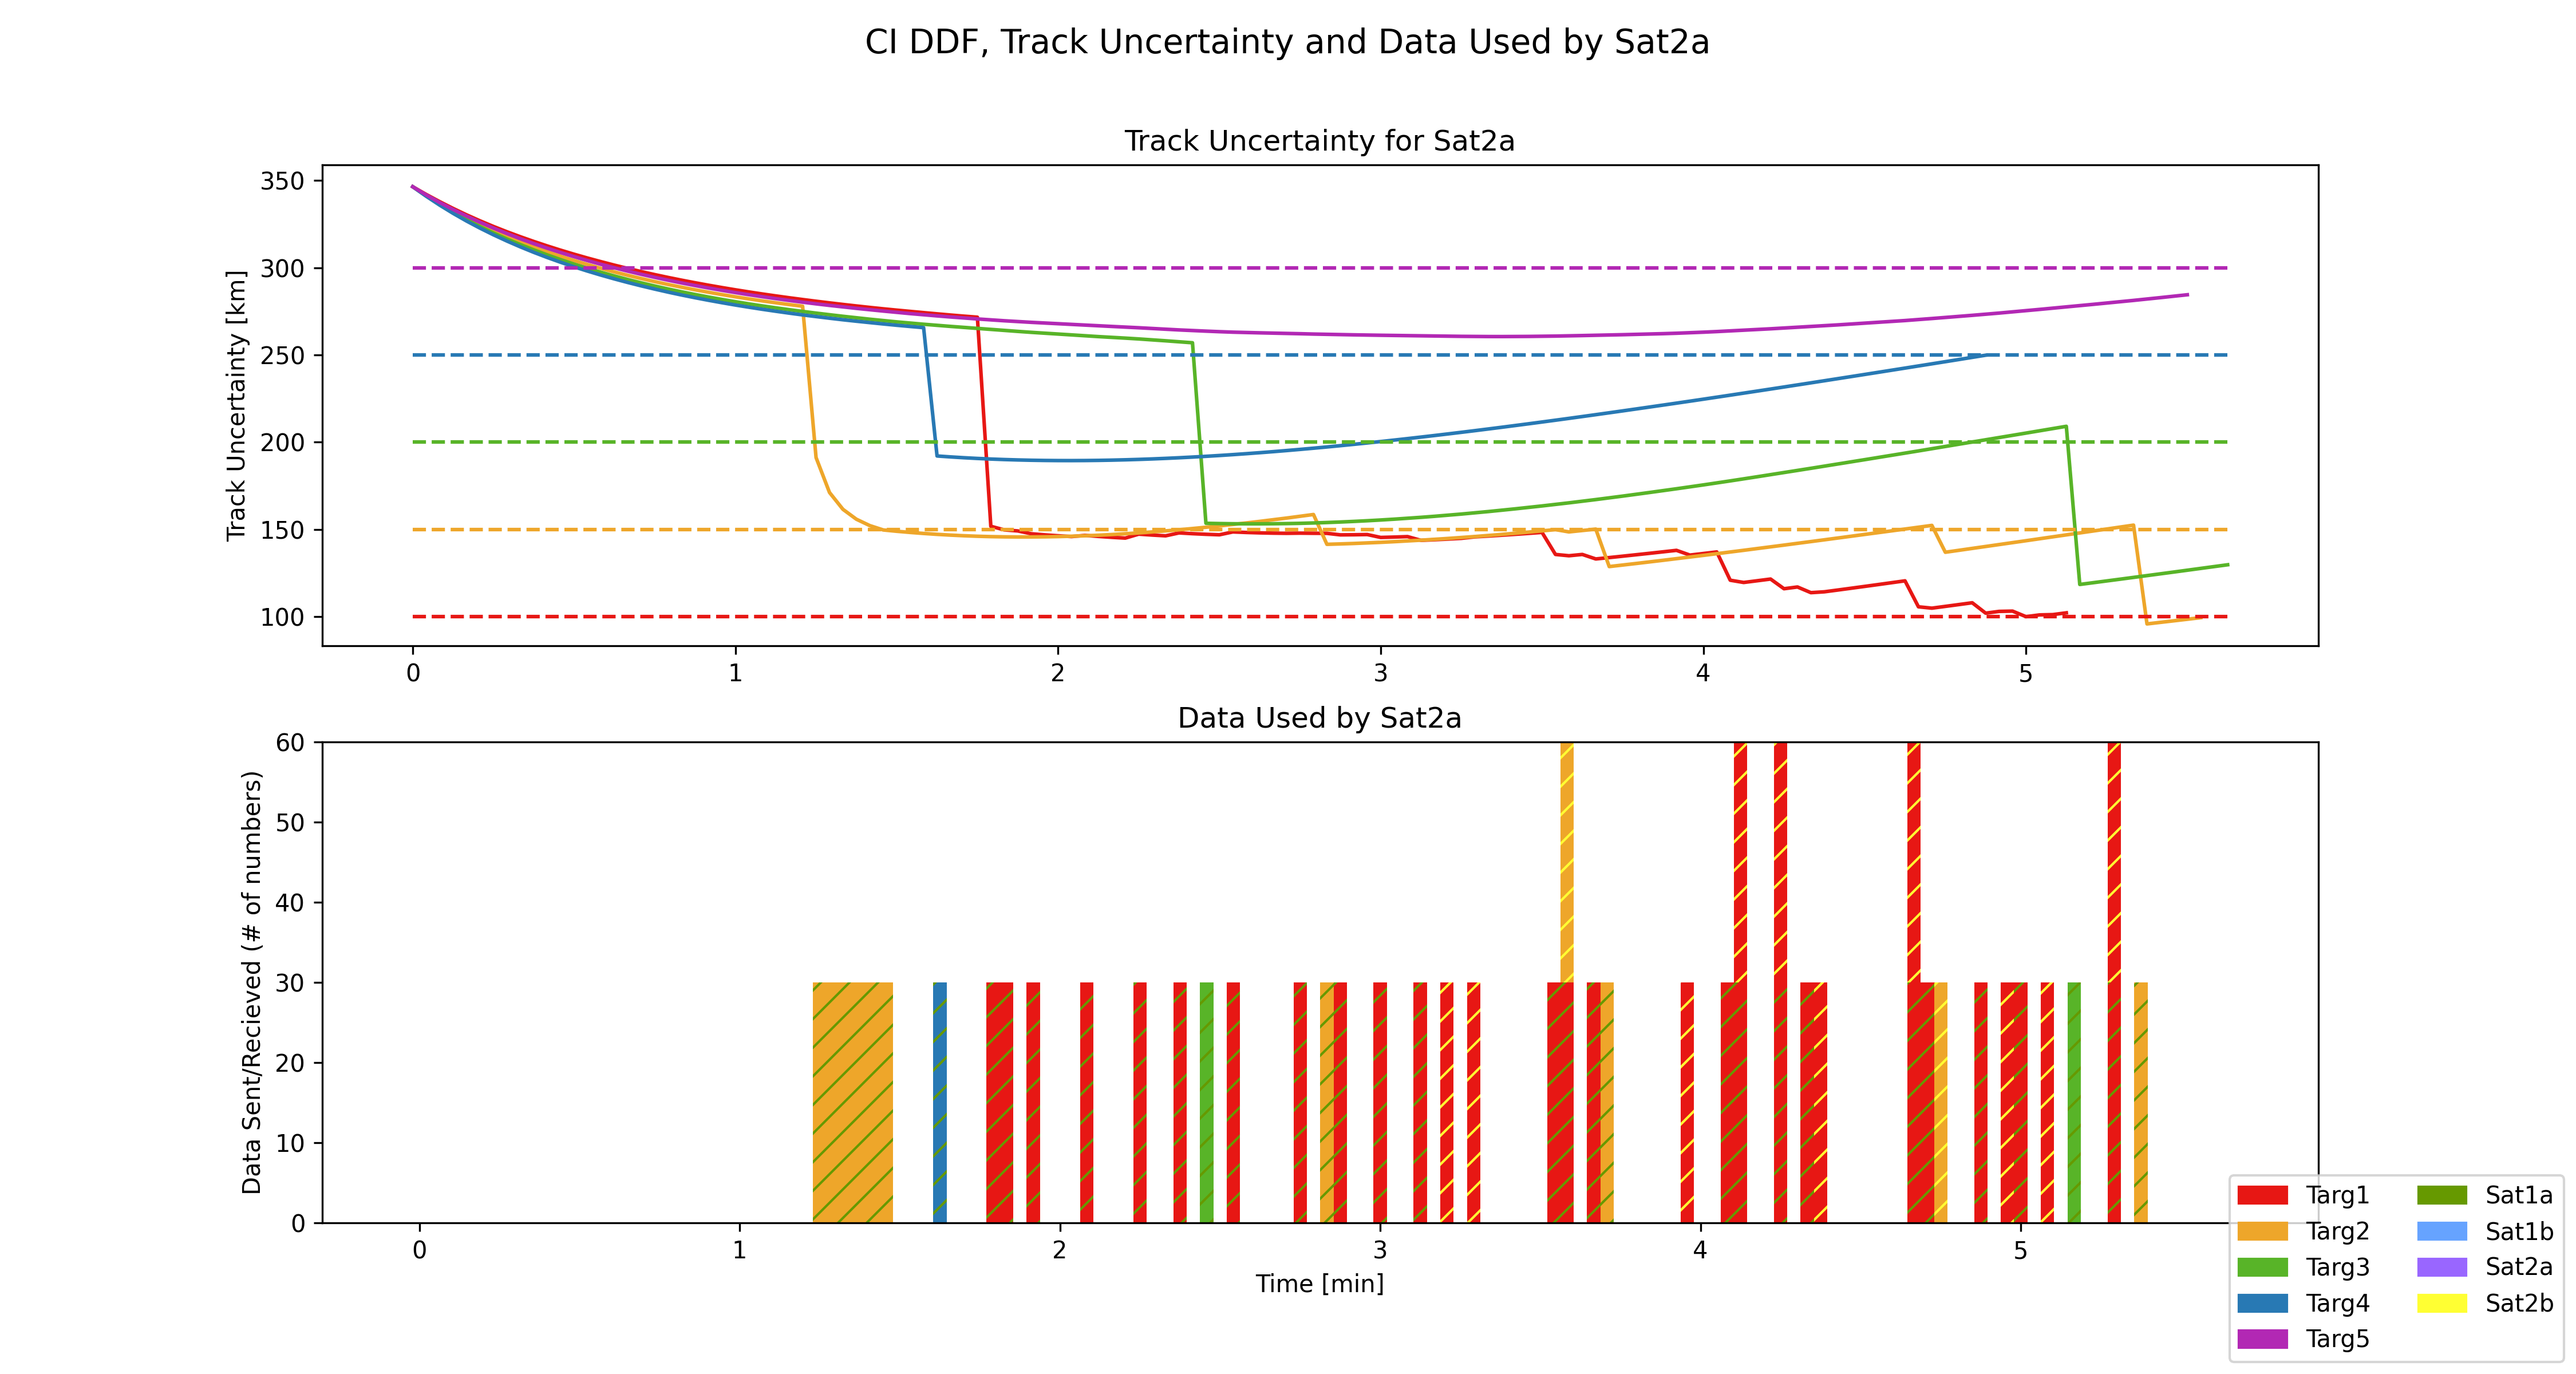 CI DDF, Track Uncertainty and Data Used by Sat2a
Track Uncertainty for Sat2a
Track Uncertainty [km]
350
300
250
200
150
100
0 1 2 3 4 5
Data Used by Sat2a
Data Sent/Recieved (# of numbers)
60
50
40
30
20
10
0
0 1 2 3 4 5
Time [min]
Targ1 Sat1a
Targ2 Sat1b
Targ3 Sat2a
Targ4 Sat2b
Targ5